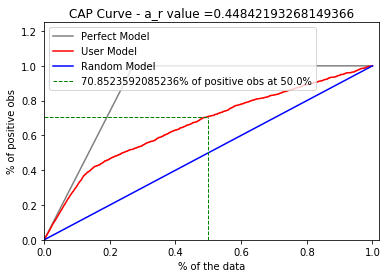 CAP Curve - a_r value =0.44842193268149366
Perfect Model
User Model
Random Model
70.8523592085236% of positive obs at 50.0%
% of positive obs
1.2
1.0
0.8
0.6
0.4
0.2
0.0
0.0 0.2 0.4 0.6 0.8 1.0
% of the data